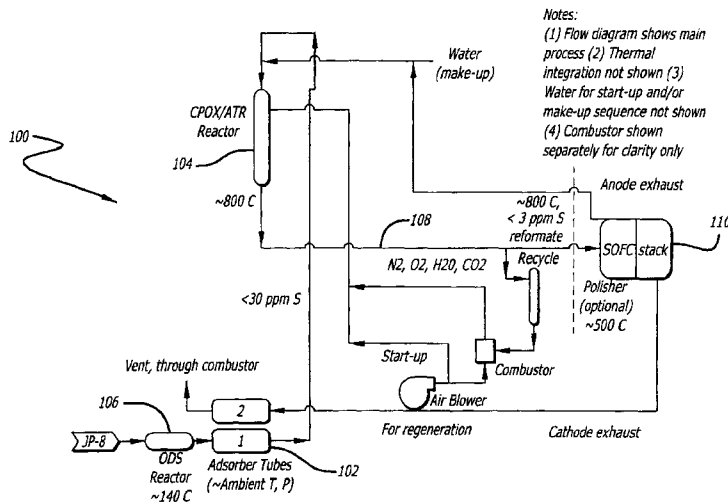 Notes:
(1) Flow diagram shows main
process (2) Thermal
integration not shown (3)
Water for start-up and/or
make-up sequence not shown
(4) Combustor shown
separately for clarity only
Water
(make-up)
CPOX/ATR
Reactor
104
100
~800 C
108
Anode exhaust
~800 C,
< 3 ppm S
reformate
110
SOFC
stack
N2, O2, H20, CO2
Recycle
<30 ppm S
Polisher
(optional)
~500 C
Start-up
Combustor
Vent, through combustor
Air Blower
106
2
For regeneration
Cathode exhaust
JP-8
1
ODS
Reactor
~140 C
Adsorber Tubes
(~Ambient T, P)
102